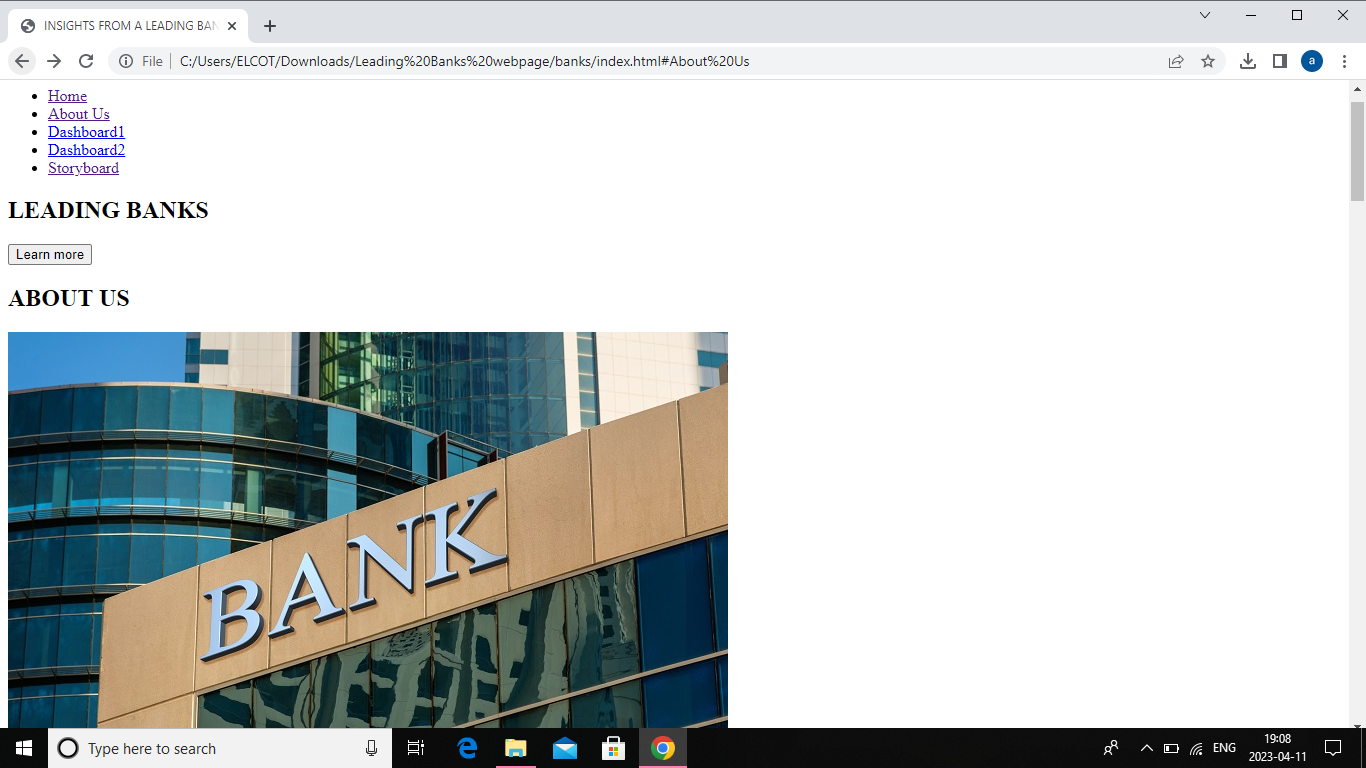 INSIGHTS FROM A LEADING BAN
File
C:/Users/ELCOT/Downloads/Leading%20Banks%20webpage/banks/index.html#About%20Us
a
Home
About Us
Dashboard1
Dashboard2
Storyboard
LEADING BANKS
Learn more
ABOUT US
BANK
Type here to search
ENG
19:08
2023-04-11